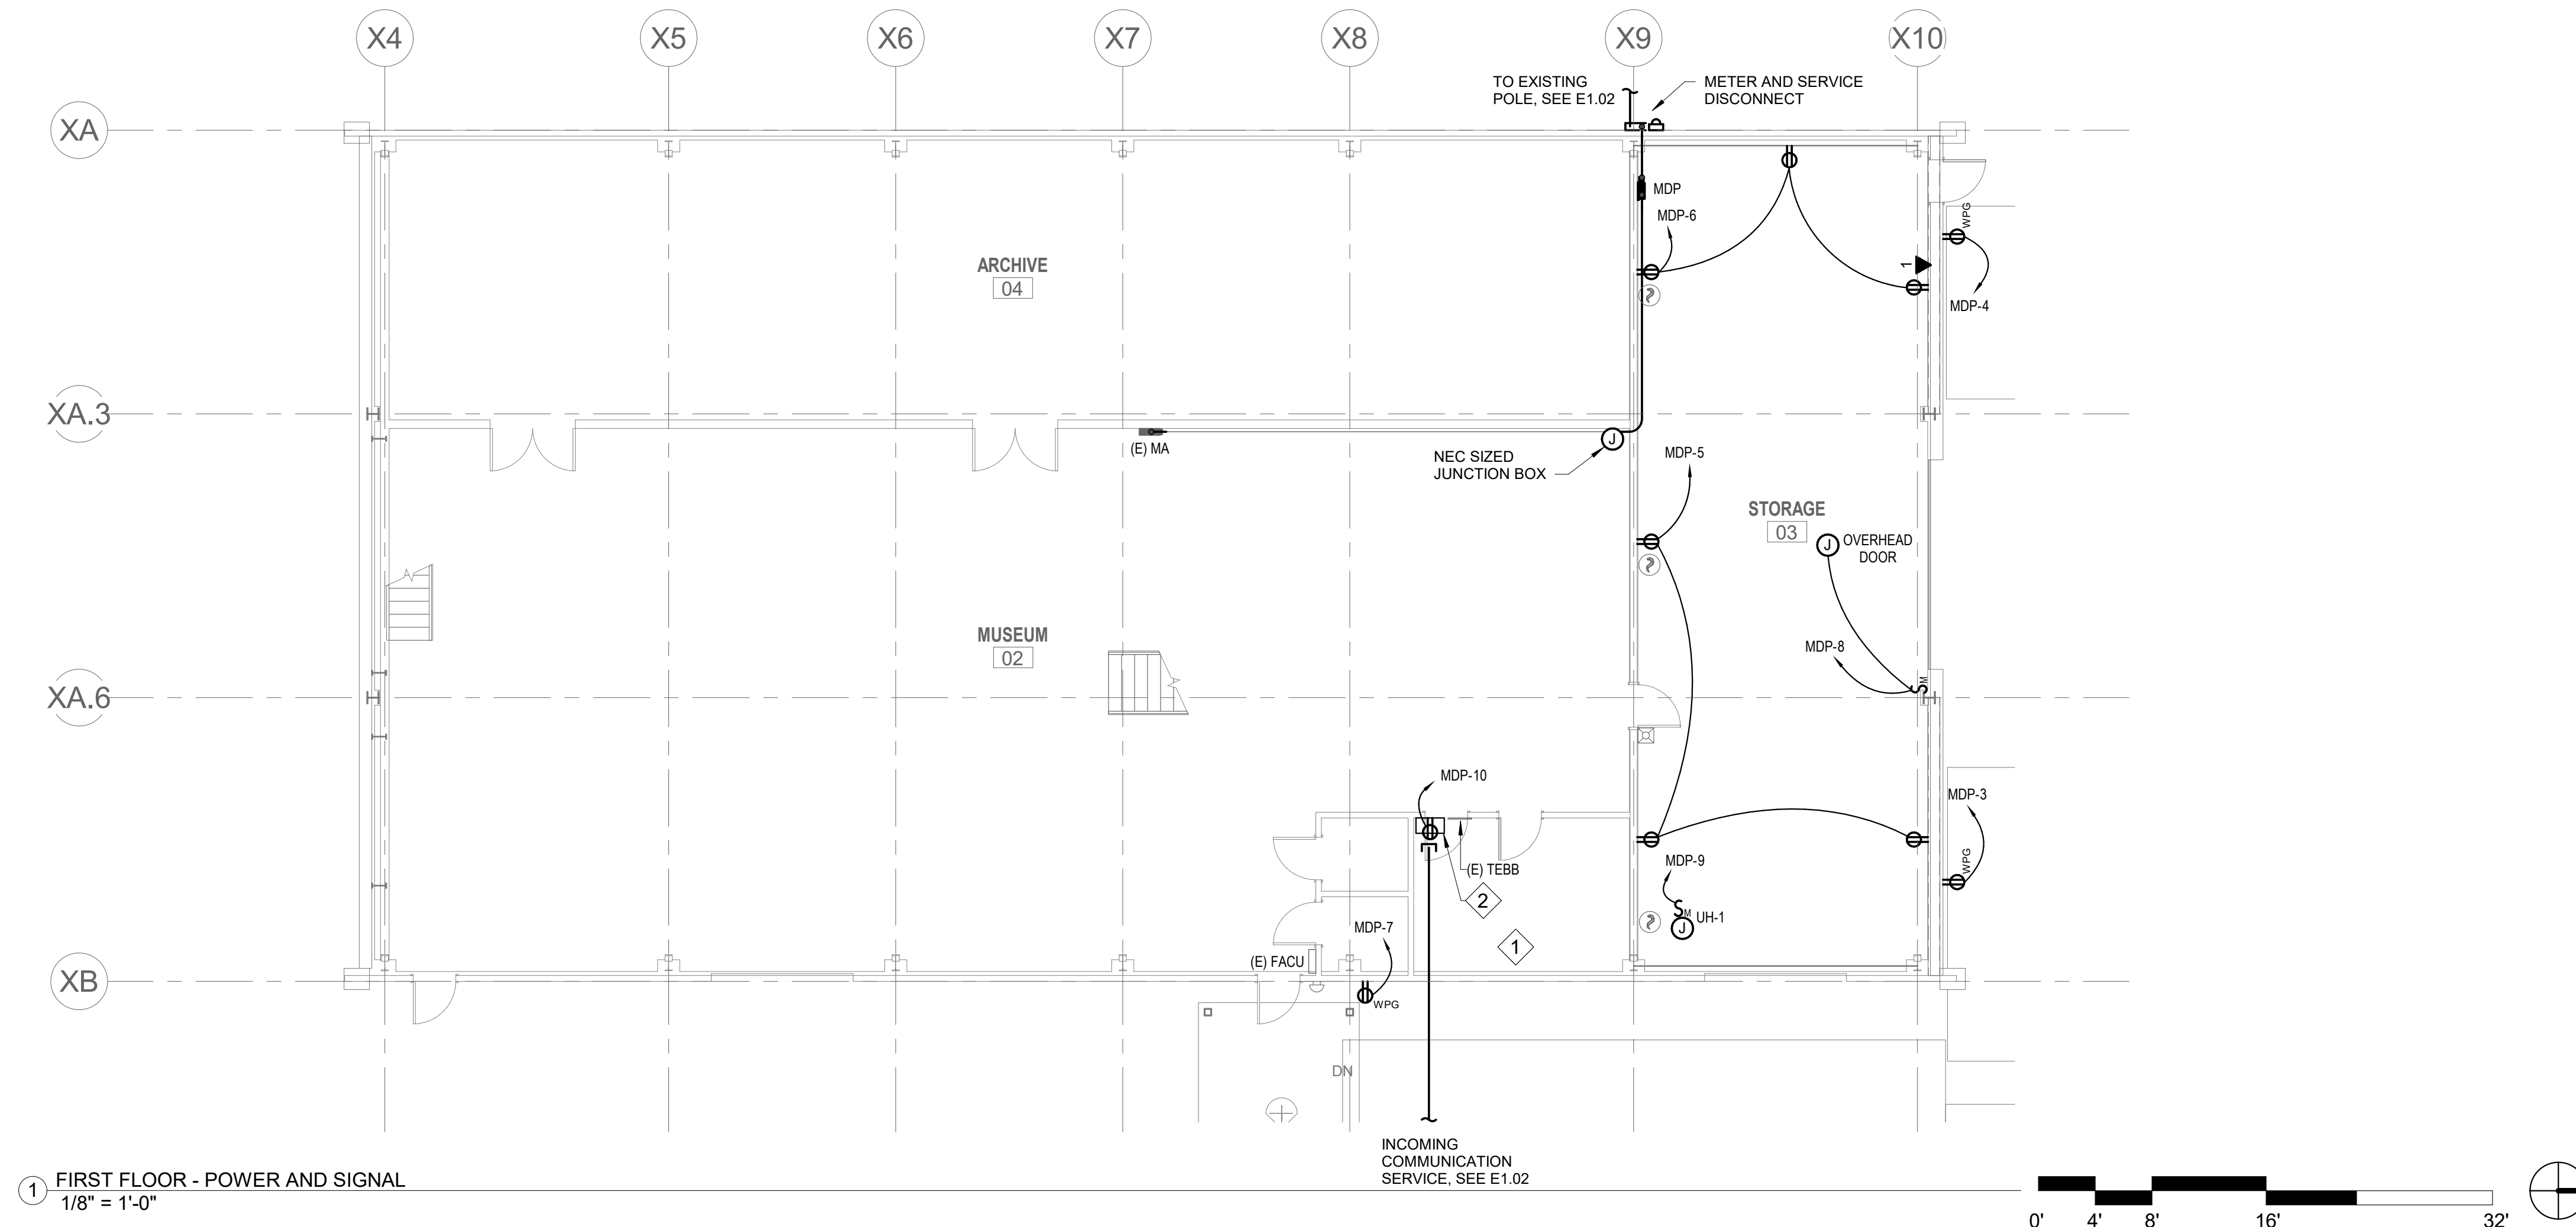 X4
X5
X6
X7
X8
X9
X10
TO EXISTING
POLE, SEE E1.02
METER AND SERVICE
DISCONNECT
XA
MDP
MDP-6
WPG
ARCHIVE
04
1
MDP-4
XA.3
(E) MA
NEC SIZED
JUNCTION BOX
J
MDP-5
STORAGE
03
J
OVERHEAD
DOOR
MUSEUM
02
MDP-8
SM
XA.6
MDP-10
MDP-3
(E) TEBB
2
MDP-9
WPG
SM
J
UH-1
MDP-7
1
(E) FACU
XB
WPG
DN
INCOMING
COMMUNICATION
SERVICE, SEE E1.02
1
FIRST FLOOR - POWER AND SIGNAL
1/8" = 1'-0"
0' 4' 8' 16' 32'